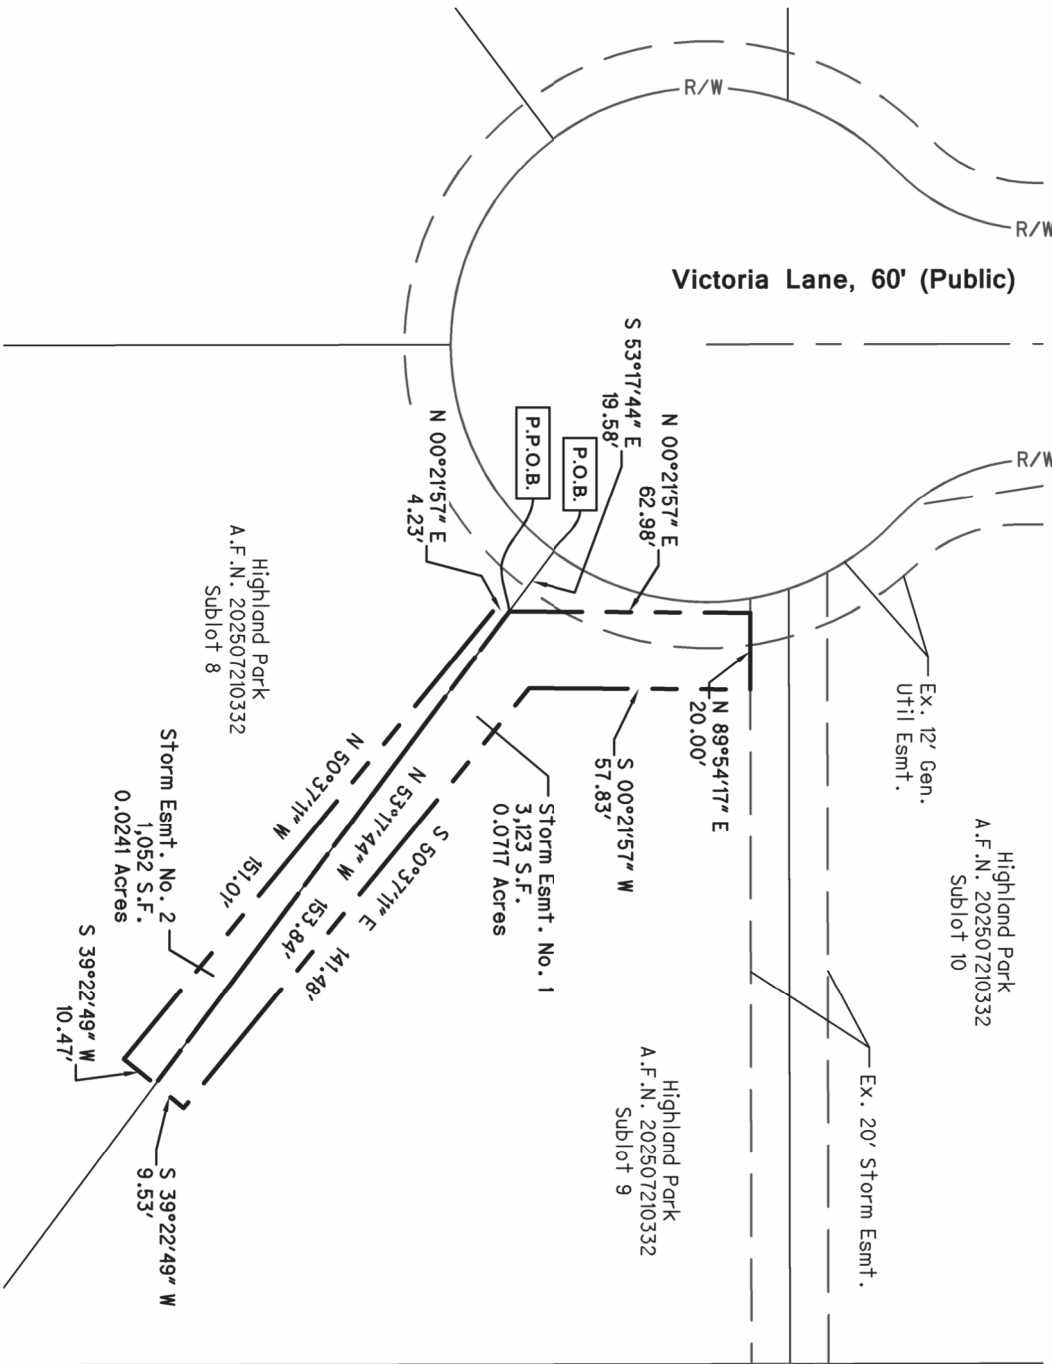 R/W
R/W
Victoria Lane, 60' (Public)
R/W
S 53°17'44" E
19.58'
N 00°21'57" E
62.98'
P.O.B.
P.P.O.B.
N 00°21'57" E
4.23'
Highland Park
A.F.N. 202507210332
Sublot 8
Ex. 12' Gen.
Util Esmt.
N 89°54'17" E
20.00'
S 00°21'57" W
57.83'
Highland Park
A.F.N. 202507210332
Sublot 10
Storm Esmt. No. 1
3,123 S.F.
0.0717 Acres
N 50°37'11" W 151.01'
N 53°17'44" W 153.84'
S 50°37'11" E 141.48'
Storm Esmt. No. 2
1,052 S.F.
0.0241 Acres
S 39°22'49" W
10.47'
S 39°22'49" W
9.53'
Highland Park
A.F.N. 202507210332
Sublot 9
Ex. 20' Storm Esmt.